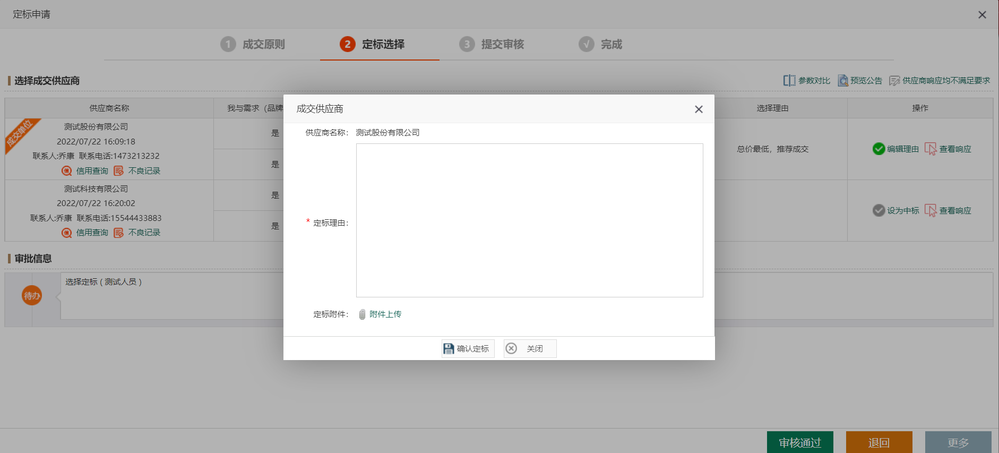 定标申请
1 成交原则
2 定标选择
3 提交审核
√ 完成
选择成交供应商
参数对比 预览公告 供应商响应均不满足要求
供应商名称 我与需求（品牌 选择理由 操作
成交单位
测试股份有限公司
2022/07/22 16:09:18
联系人:乔康 联系电话:1473213232
信用查询 不良记录
是
是
总价最低，推荐成交
编辑理由 查看响应
测试科技有限公司
2022/07/22 16:20:02
联系人:乔康 联系电话:15544433883
信用查询 不良记录
是
是
设为中标 查看响应
审批信息
待办
选择定标 ( 测试人员 )
成交供应商
供应商名称： 测试股份有限公司
* 定标理由：
定标附件： 附件上传
确认定标 关闭
审核通过 退回 更多